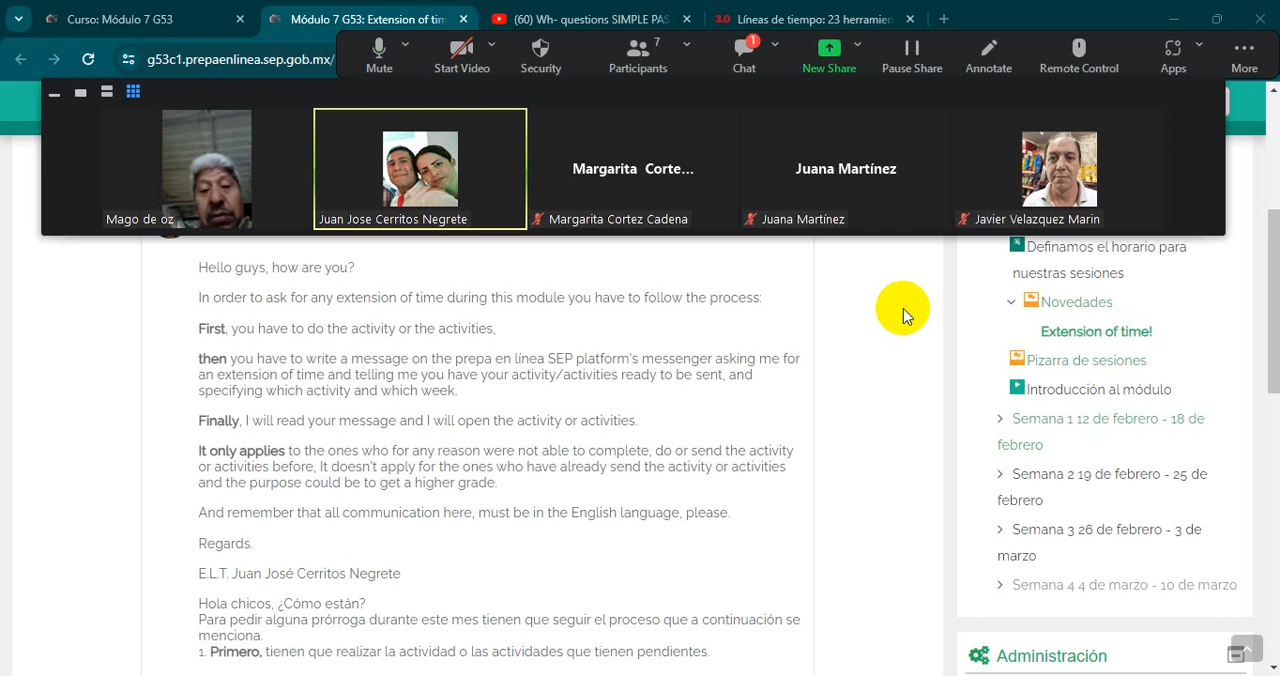 Curso: Módulo 7 G53
Módulo 7 G53: Extension of tim
(60) Wh- questions SIMPLE PAS
3.0 Líneas de tiempo: 23 herramien
g53c1.prepaenlinea.sep.gob.mx/
Mute
Start Video
Security
7
Participants
1
Chat
New Share
Pause Share
Annotate
Remote Control
Apps
More
Mago de oz
Juan Jose Cerritos Negrete
Margarita Corte...
Margarita Cortez Cadena
Juana Martínez
Juana Martínez
Javier Velazquez Marin
Hello guys, how are you?
In order to ask for any extension of time during this module you have to follow the process:
First, you have to do the activity or the activities,
then you have to write a message on the prepa en línea SEP platform's messenger asking me for
an extension of time and telling me you have your activity/activities ready to be sent, and
specifying which activity and which week.
Finally, I will read your message and I will open the activity or activities.
It only applies to the ones who for any reason were not able to complete, do or send the activity
or activities before, It doesn't apply for the ones who have already send the activity or activities
and the purpose could be to get a higher grade.
And remember that all communication here, must be in the English language, please.
Regards.
E.L.T. Juan José Cerritos Negrete
Hola chicos, ¿Cómo están?
Para pedir alguna prórroga durante este mes tienen que seguir el proceso que a continuación se
menciona.
1. Primero, tienen que realizar la actividad o las actividades que tienen pendientes.
Definamos el horario para
nuestras sesiones
Novedades
Extension of time!
Pizarra de sesiones
Introducción al módulo
Semana 1 12 de febrero - 18 de
febrero
Semana 2 19 de febrero - 25 de
febrero
Semana 3 26 de febrero - 3 de
marzo
Semana 4 4 de marzo - 10 de marzo
Administración